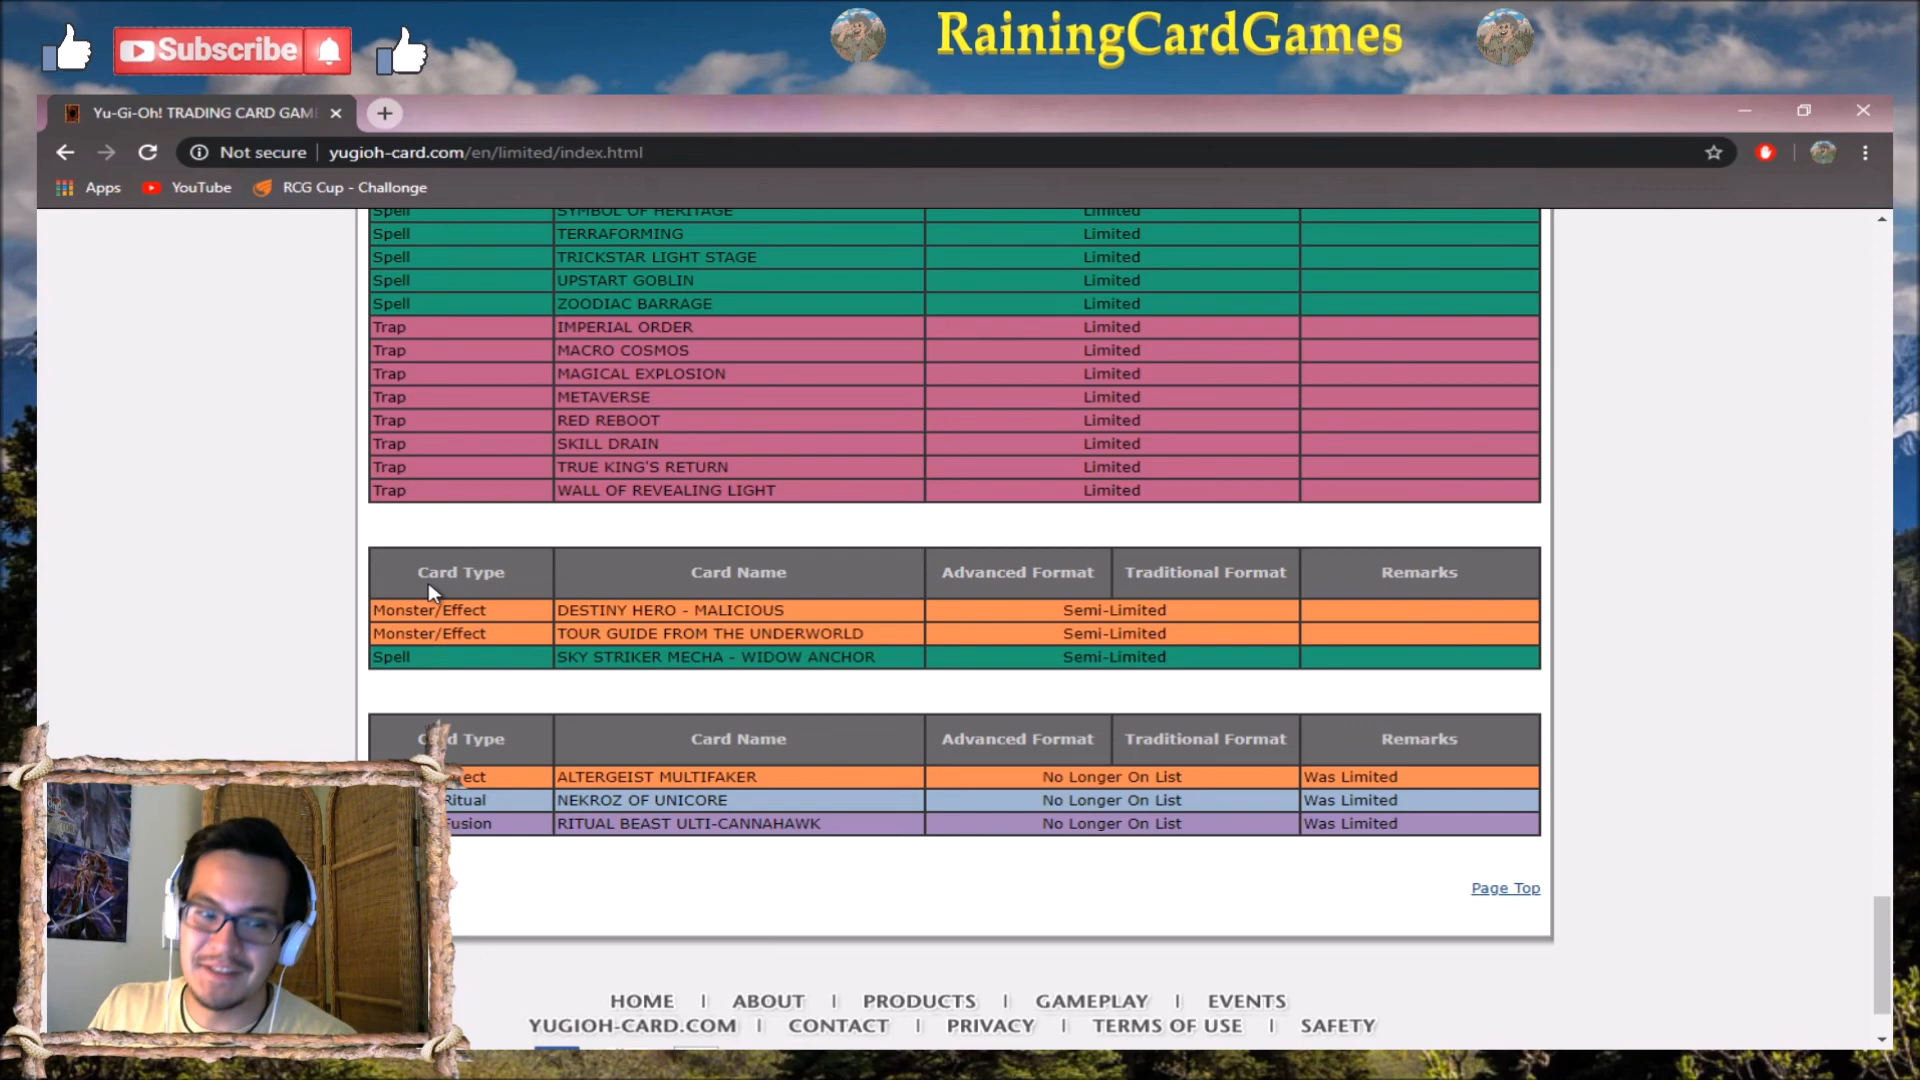 Subscribe
RainingCardGames
Yu-Gi-Oh! TRADING CARD GAM
Not secure | yugioh-card.com/en/limited/index.html
Apps YouTube RCG Cup - Challonge
Spell SYMBOL OF HERITAGE Limited
Spell TERRAFORMING Limited
Spell TRICKSTAR LIGHT STAGE Limited
Spell UPSTART GOBLIN Limited
Spell ZOODIAC BARRAGE Limited
Trap IMPERIAL ORDER Limited
Trap MACRO COSMOS Limited
Trap MAGICAL EXPLOSION Limited
Trap METAVERSE Limited
Trap RED REBOOT Limited
Trap SKILL DRAIN Limited
Trap TRUE KING'S RETURN Limited
Trap WALL OF REVEALING LIGHT Limited
Card Type Card Name Advanced Format Traditional Format Remarks
Monster/Effect DESTINY HERO - MALICIOUS Semi-Limited
Monster/Effect TOUR GUIDE FROM THE UNDERWORLD Semi-Limited
Spell SKY STRIKER MECHA - WIDOW ANCHOR Semi-Limited
d Type Card Name Advanced Format Traditional Format Remarks
ect ALTERGEIST MULTIFAKER No Longer On List Was Limited
Ritual NEKROZ OF UNICORE No Longer On List Was Limited
Fusion RITUAL BEAST ULTI-CANNAHAWK No Longer On List Was Limited
Page Top
HOME | ABOUT | PRODUCTS | GAMEPLAY | EVENTS
YUGIOH-CARD.COM | CONTACT | PRIVACY | TERMS OF USE | SAFETY